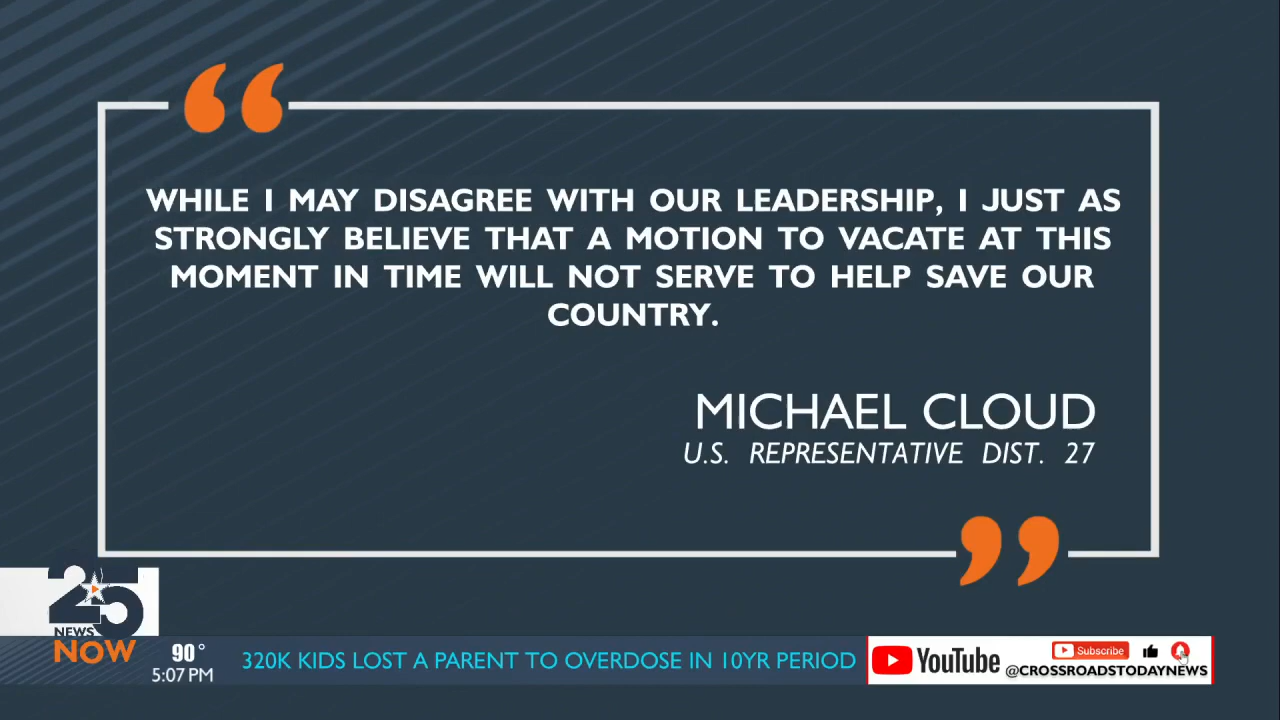 WHILE I MAY DISAGREE WITH OUR LEADERSHIP, I JUST AS
STRONGLY BELIEVE THAT A MOTION TO VACATE AT THIS
MOMENT IN TIME WILL NOT SERVE TO HELP SAVE OUR
COUNTRY.
MICHAEL CLOUD
U.S. REPRESENTATIVE DIST. 27
25
NEWS
NOW
90°
5:07 PM
320K KIDS LOST A PARENT TO OVERDOSE IN 10YR PERIOD
YouTube
Subscribe
@CROSSROADSTODAYNEWS